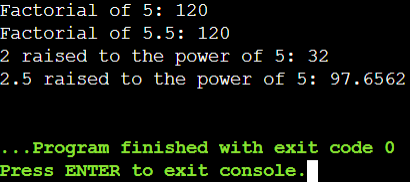 Factorial of 5: 120
Factorial of 5.5: 120
2 raised to the power of 5: 32
2.5 raised to the power of 5: 97.6562
...Program finished with exit code 0
Press ENTER to exit console.